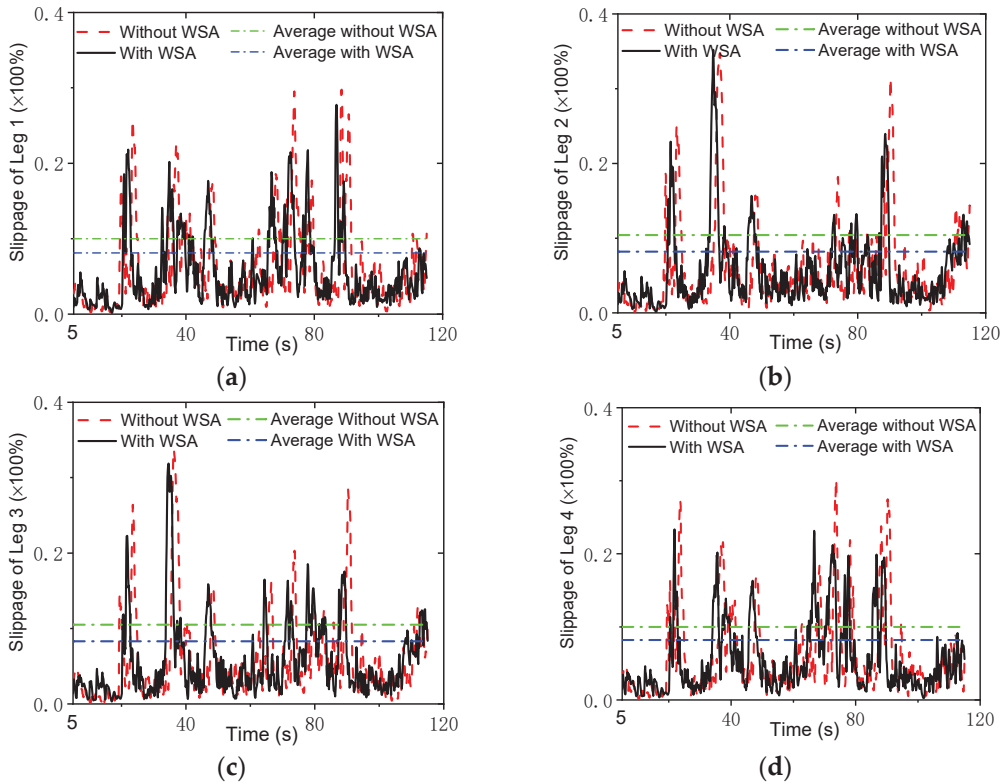 0.4
Without WSA
Average without WSA
With WSA
Average with WSA
Slippage of Leg 1 (×100%)
0.2
0.0
5
40
80
120
Time (s)
(a)
0.4
Without WSA
Average without WSA
With WSA
Average with WSA
Slippage of Leg 2 (×100%)
0.2
0.0
5
40
80
120
Time (s)
(b)
0.4
Without WSA
Average Without WSA
With WSA
Average With WSA
Slippage of Leg 3 (×100%)
0.2
0.0
5
40
80
120
Time (s)
(c)
0.4
Without WSA
Average without WSA
With WSA
Average with WSA
Slippage of Leg 4 (×100%)
0.2
0.0
5
40
80
120
Time (s)
(d)